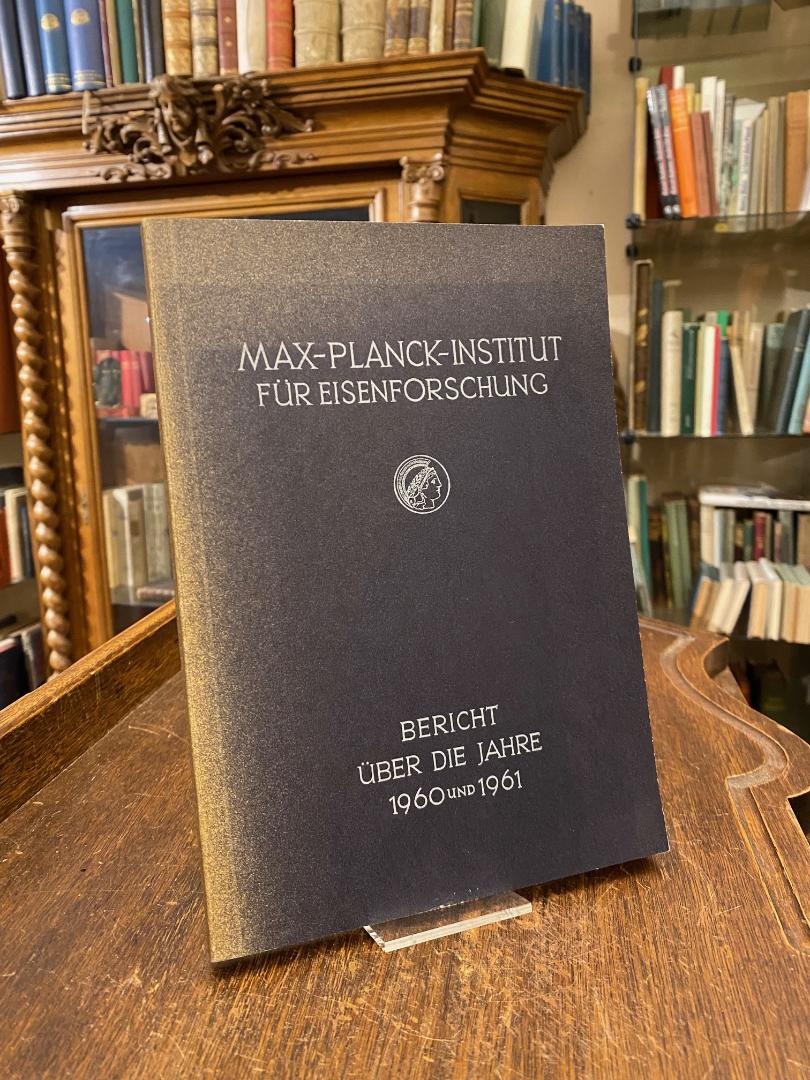 MAX-PLANCK-INSTITUT
FÜR EISENFORSCHUNG
BERICHT
ÜBER DIE JAHRE
1960 UND 1961